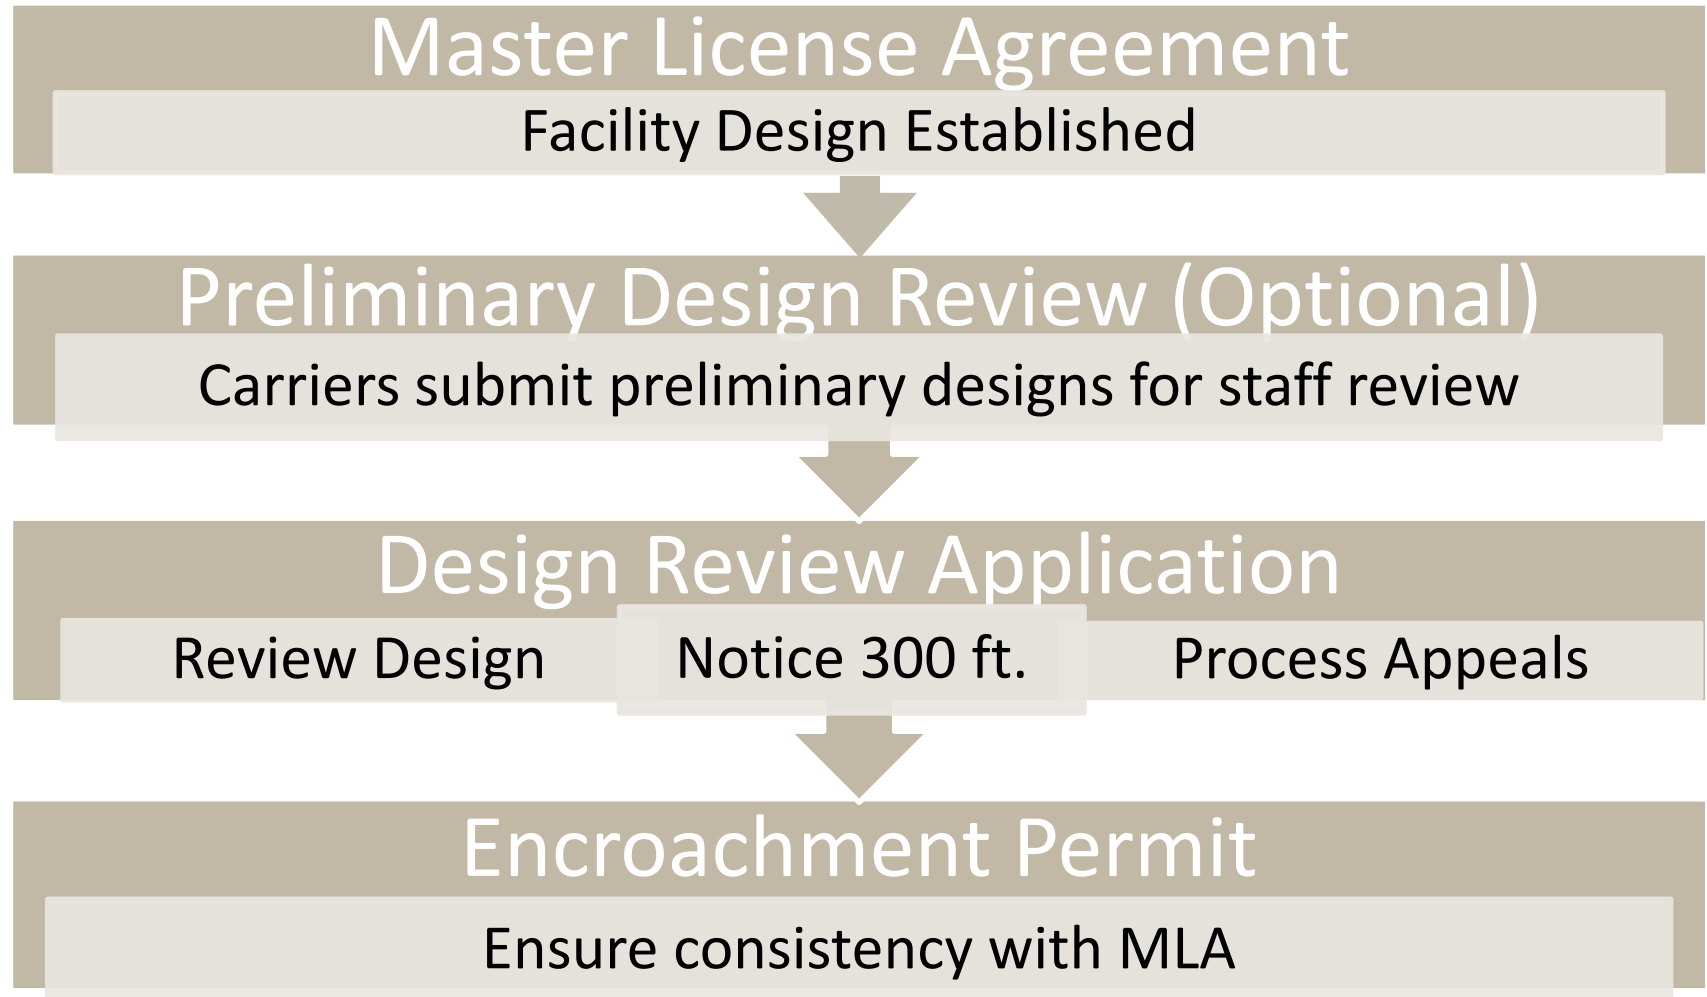 Master License Agreement
Facility Design Established
Preliminary Design Review (Optional)
Carriers submit preliminary designs for staff review
Design Review Application
Review Design
Notice 300 ft.
Process Appeals
Encroachment Permit
Ensure consistency with MLA